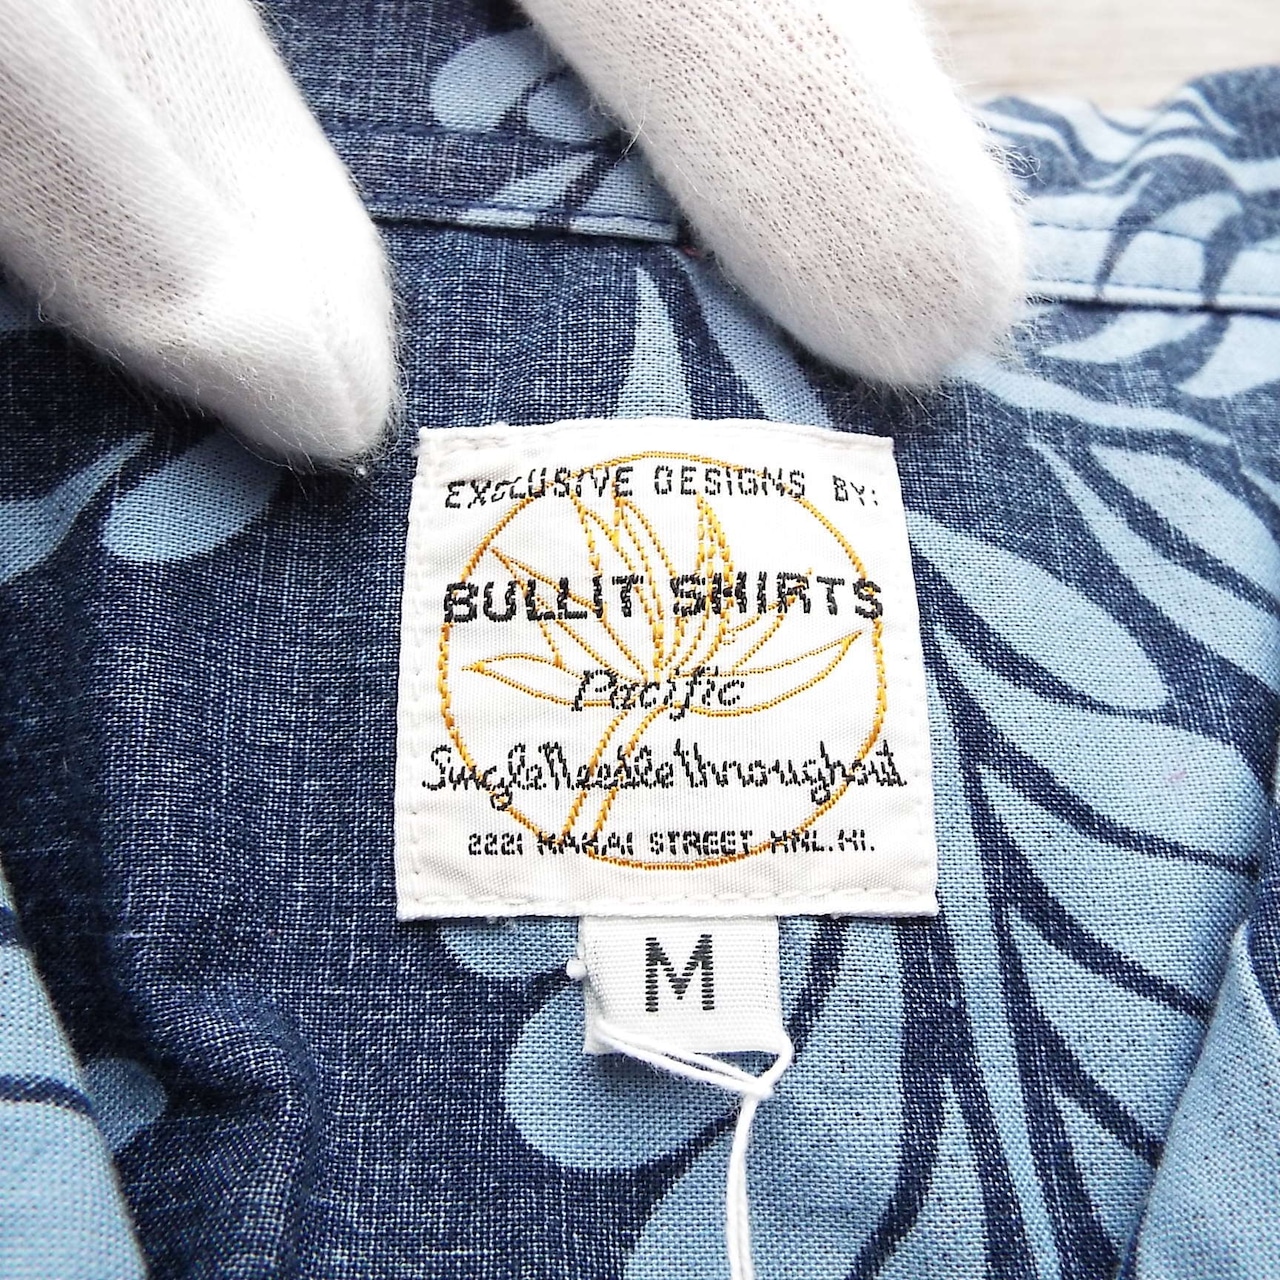 EXCLUSIVE DESIGNS BY:
BULLIT SHIRTS
Pacific
Single Needle Throughout
2221 MAKAI STREET HNL.HI.
M